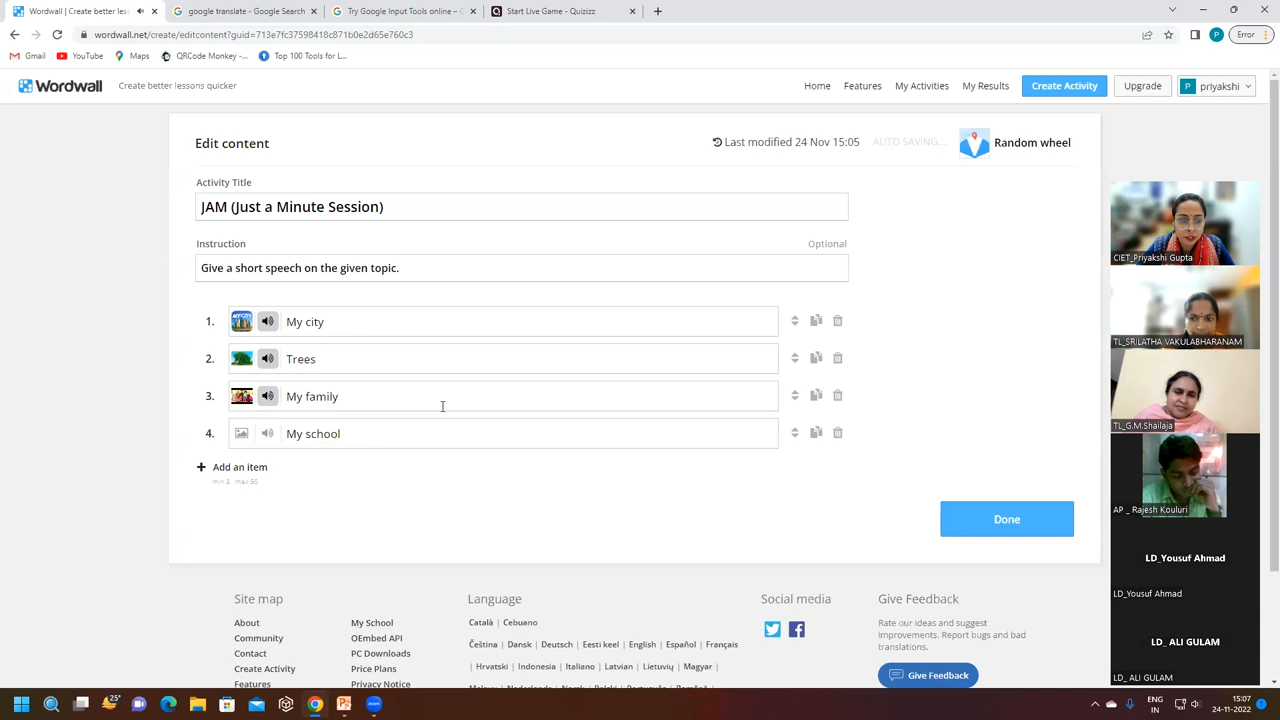 Wordwall | Create better less
google translate - Google Search
Try Google Input Tools online – G
Start Live Game - Quizizz
wordwall.net/create/editcontent?guid=713e7fc37598418c871b0e2d65e760c3
P
Error
Gmail
YouTube
Maps
QRCode Monkey -...
Top 100 Tools for L...
Wordwall
Create better lessons quicker
Home
Features
My Activities
My Results
Create Activity
Upgrade
P
priyakshi
Edit content
Last modified 24 Nov 15:05
AUTO SAVING...
Random wheel
Activity Title
JAM (Just a Minute Session)
Instruction
Optional
Give a short speech on the given topic.
1. My city
2. Trees
3. My family
4. My school
+ Add an item
min 3 max 50
Done
CIET_Priyakshi Gupta
TL_SRILATHA VAKULABHARANAM
TL_G.M.Shailaja
AP _ Rajesh Kouluri
LD_Yousuf Ahmad
LD_Yousuf Ahmad
LD_ ALI GULAM
LD_ ALI GULAM
Site map
About
Community
Contact
Create Activity
Features
My School
OEmbed API
PC Downloads
Price Plans
Privacy Notice
Language
Català | Cebuano
Čeština | Dansk | Deutsch | Eesti keel | English | Español | Français
| Hrvatski | Indonesia | Italiano | Latvian | Lietuvių | Magyar |
Social media
Give Feedback
Rate our ideas and suggest
improvements. Report bugs and bad
translations.
Give Feedback
25°
ENG
IN
15:07
24-11-2022